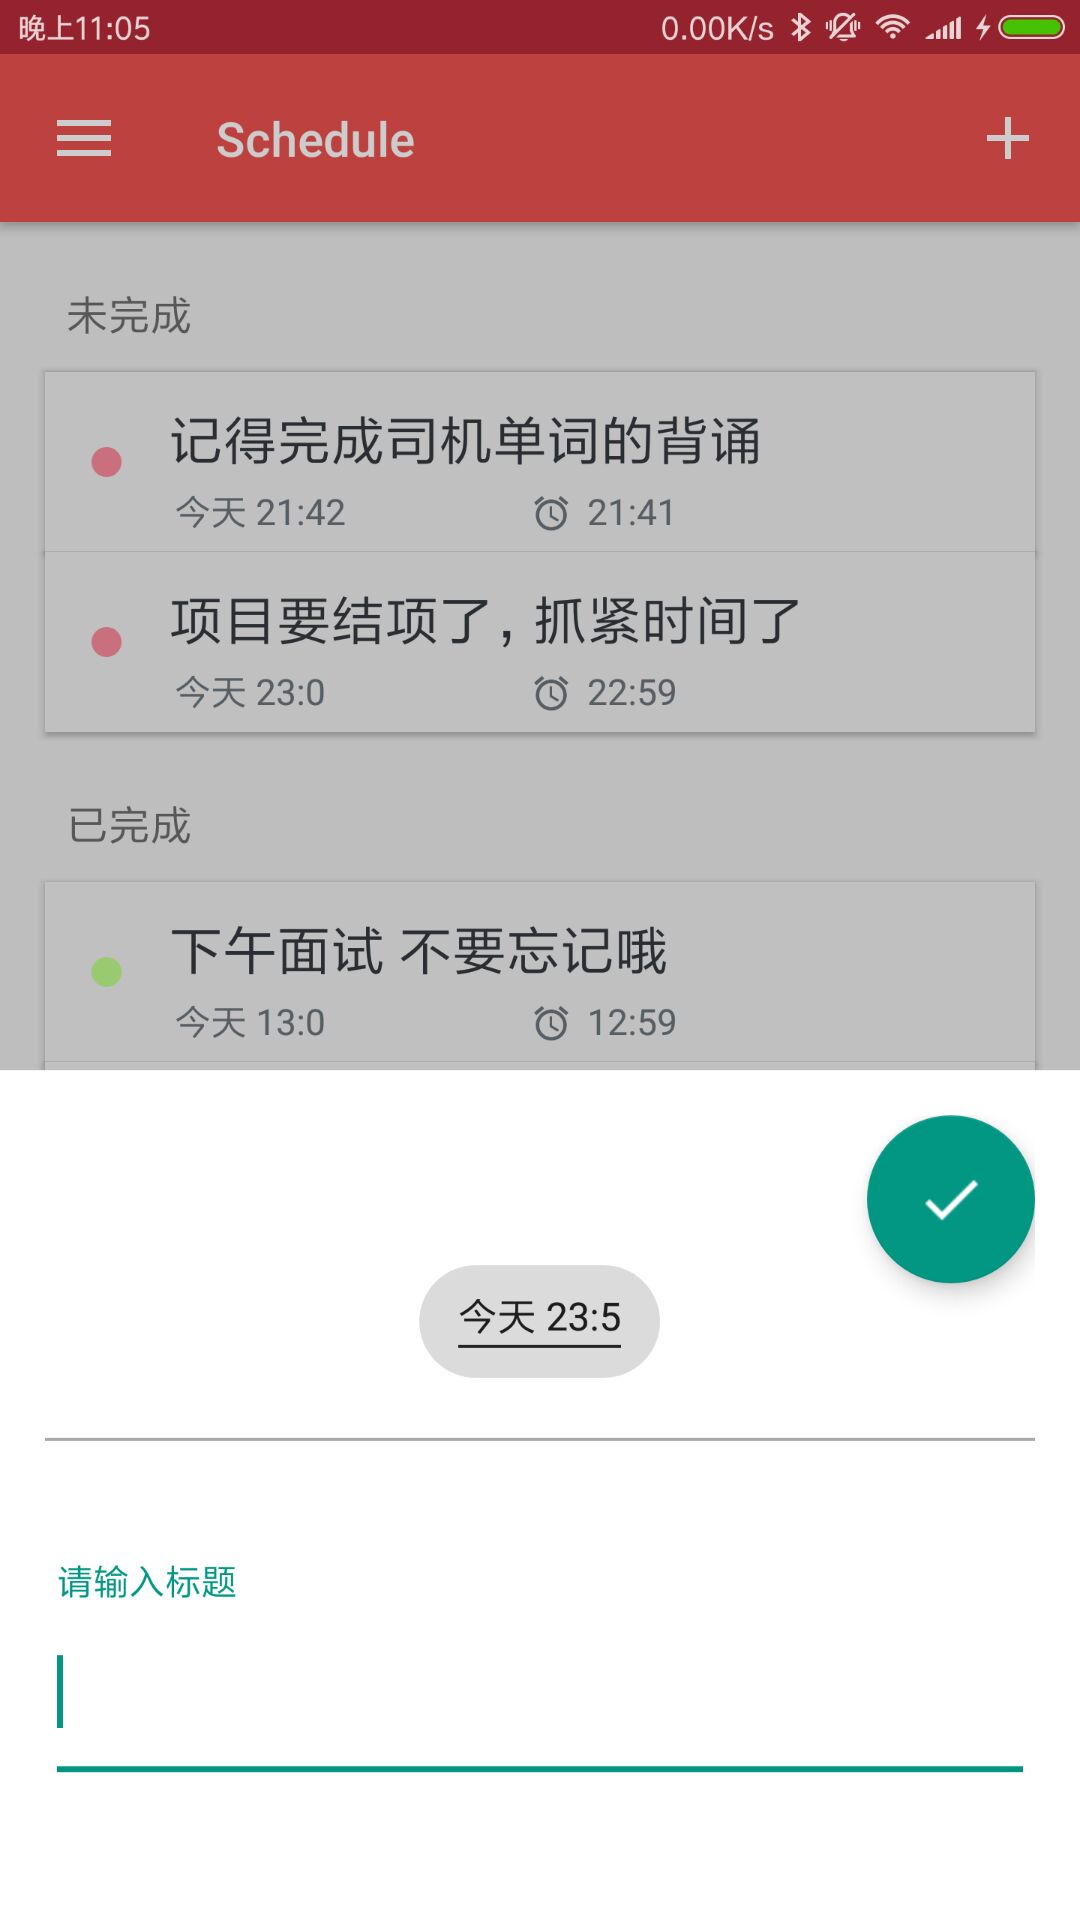 晚上11:05 0.00K/s
Schedule
未完成
记得完成司机单词的背诵
今天 21:42 21:41
项目要结项了, 抓紧时间了
今天 23:0 22:59
已完成
下午面试 不要忘记哦
今天 13:0 12:59
今天 23:5
请输入标题